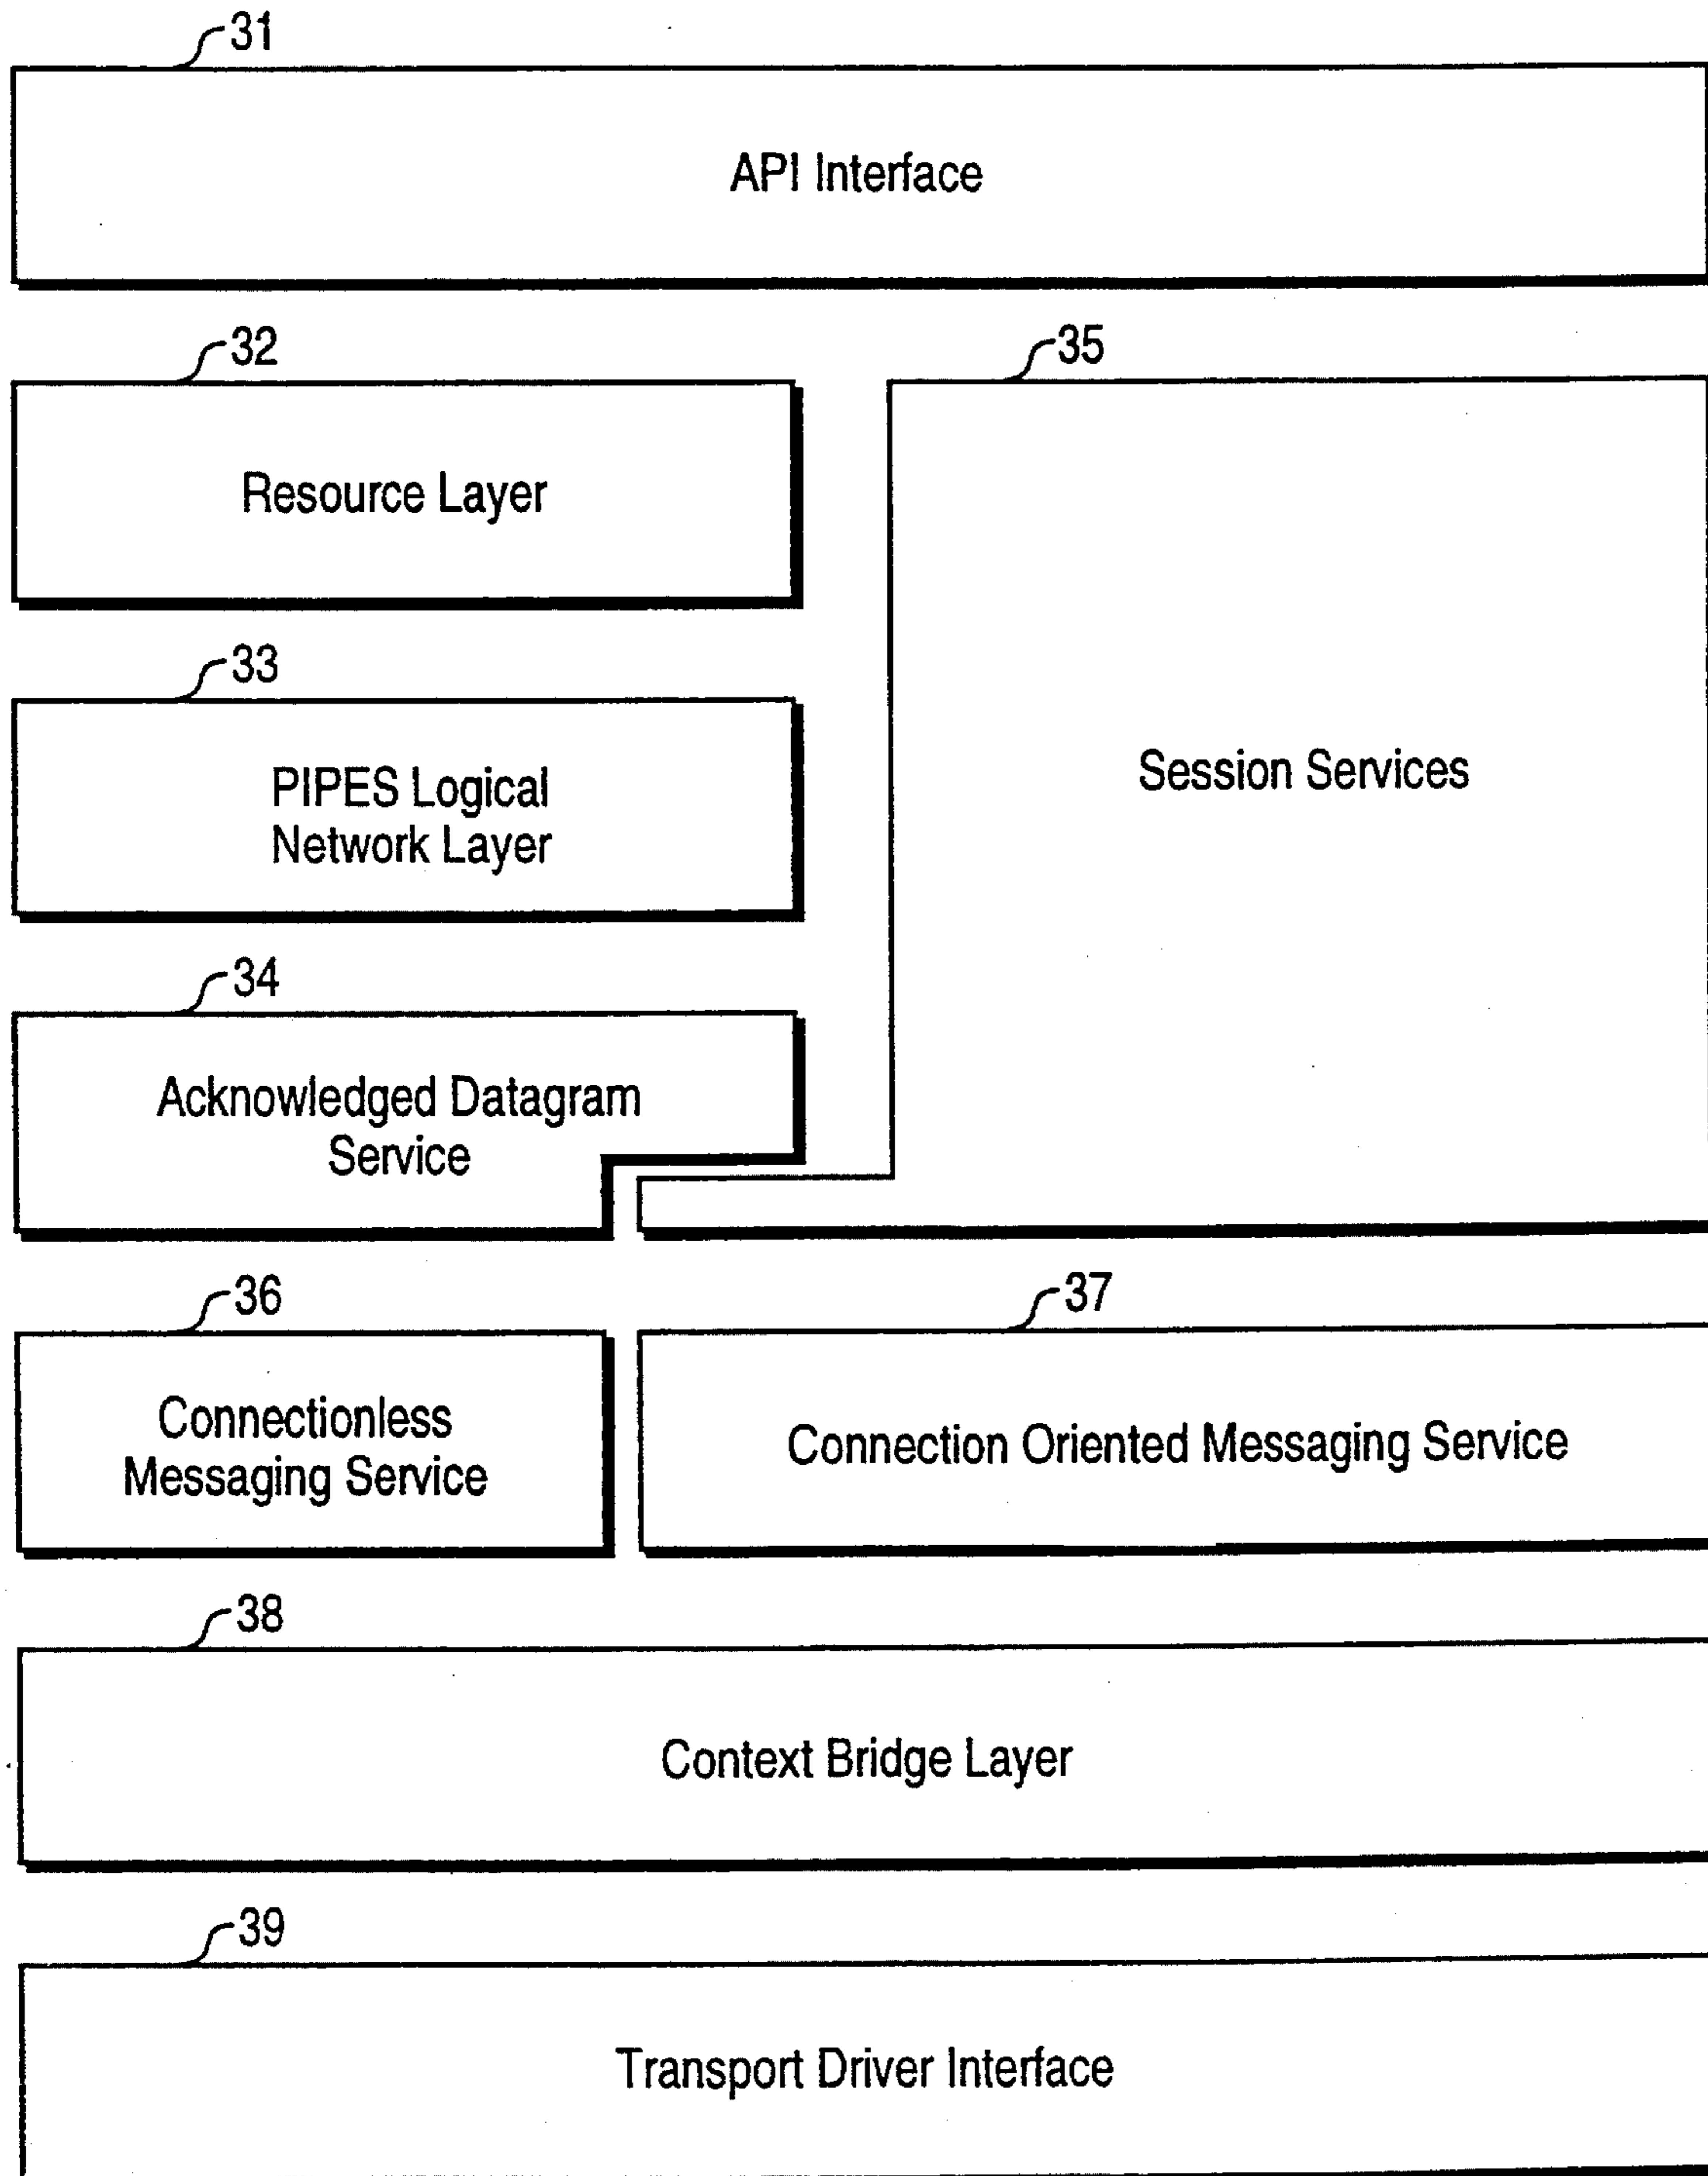 31
API Interface
32
35
Resource Layer
33
PIPES Logical
Network Layer
Session Services
34
Acknowledged Datagram
Service
36
37
Connectionless
Messaging Service
Connection Oriented Messaging Service
38
Context Bridge Layer
39
Transport Driver Interface